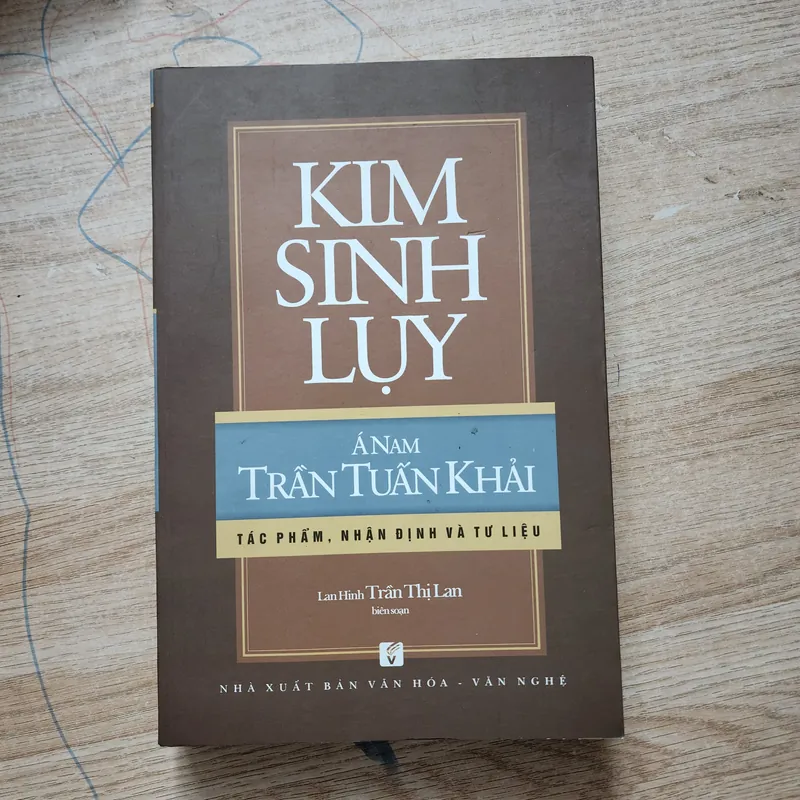 KIM
SINH
LỤY
Á NAM
TRẦN TUẤN KHẢI
TÁC PHẨM, NHẬN ĐỊNH VÀ TƯ LIỆU
Lan Hinh Trần Thị Lan
biên soạn
V
NHÀ XUẤT BẢN VĂN HÓA - VĂN NGHỆ